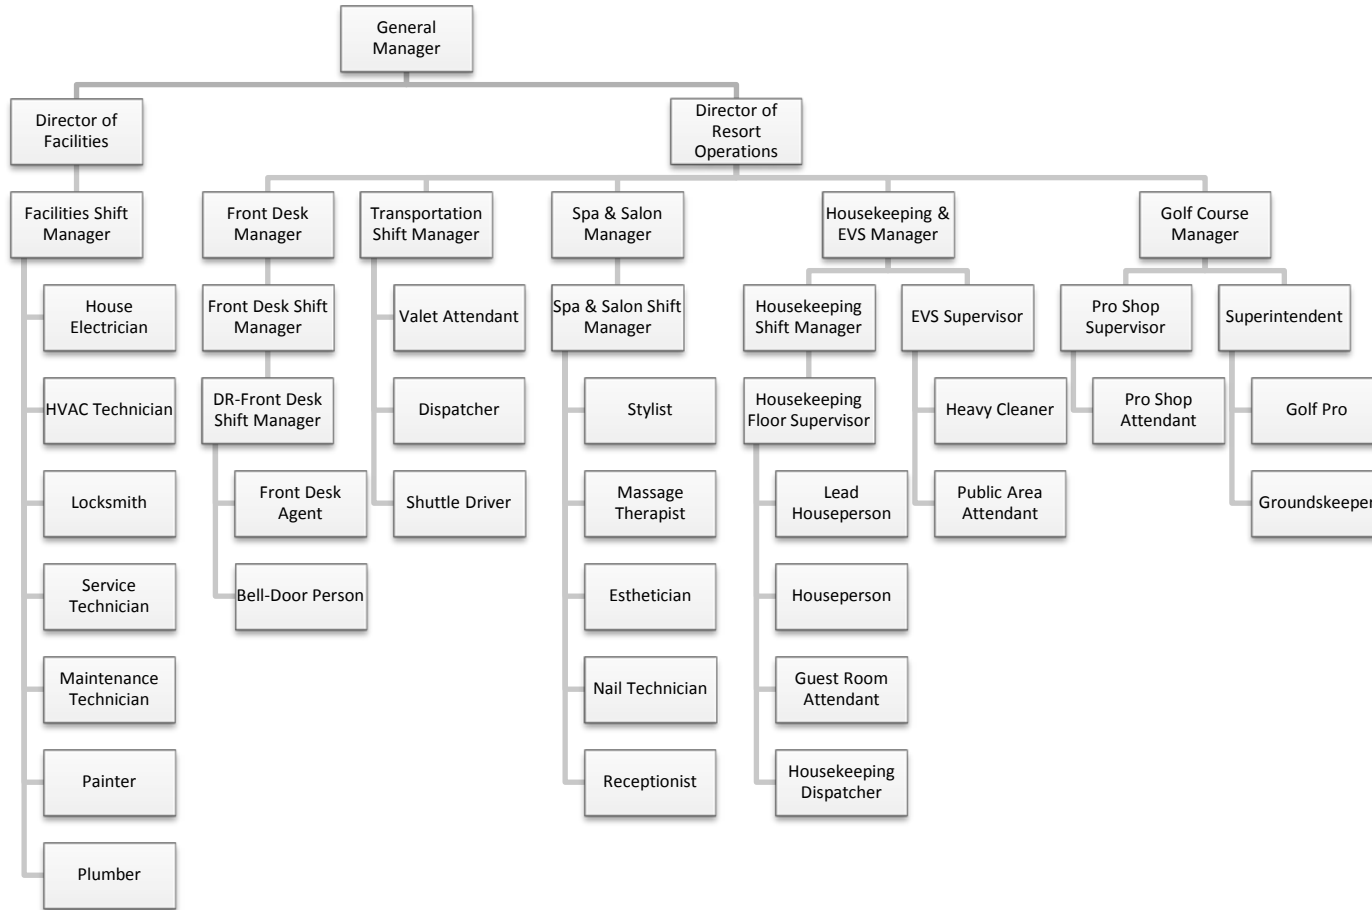 General
Manager
Director of
Facilities
Director of
Resort
Operations
Facilities Shift
Manager
Front Desk
Manager
Transportation
Shift Manager
Spa & Salon
Manager
Housekeeping &
EVS Manager
Golf Course
Manager
House
Electrician
Front Desk Shift
Manager
Valet Attendant
Spa & Salon Shift
Manager
Housekeeping
Shift Manager
EVS Supervisor
Pro Shop
Supervisor
Superintendent
HVAC Technician
DR-Front Desk
Shift Manager
Dispatcher
Stylist
Housekeeping
Floor Supervisor
Heavy Cleaner
Pro Shop
Attendant
Golf Pro
Locksmith
Front Desk
Agent
Shuttle Driver
Massage
Therapist
Lead
Houseperson
Public Area
Attendant
Groundskeeper
Service
Technician
Bell-Door Person
Esthetician
Houseperson
Maintenance
Technician
Nail Technician
Guest Room
Attendant
Painter
Receptionist
Housekeeping
Dispatcher
Plumber